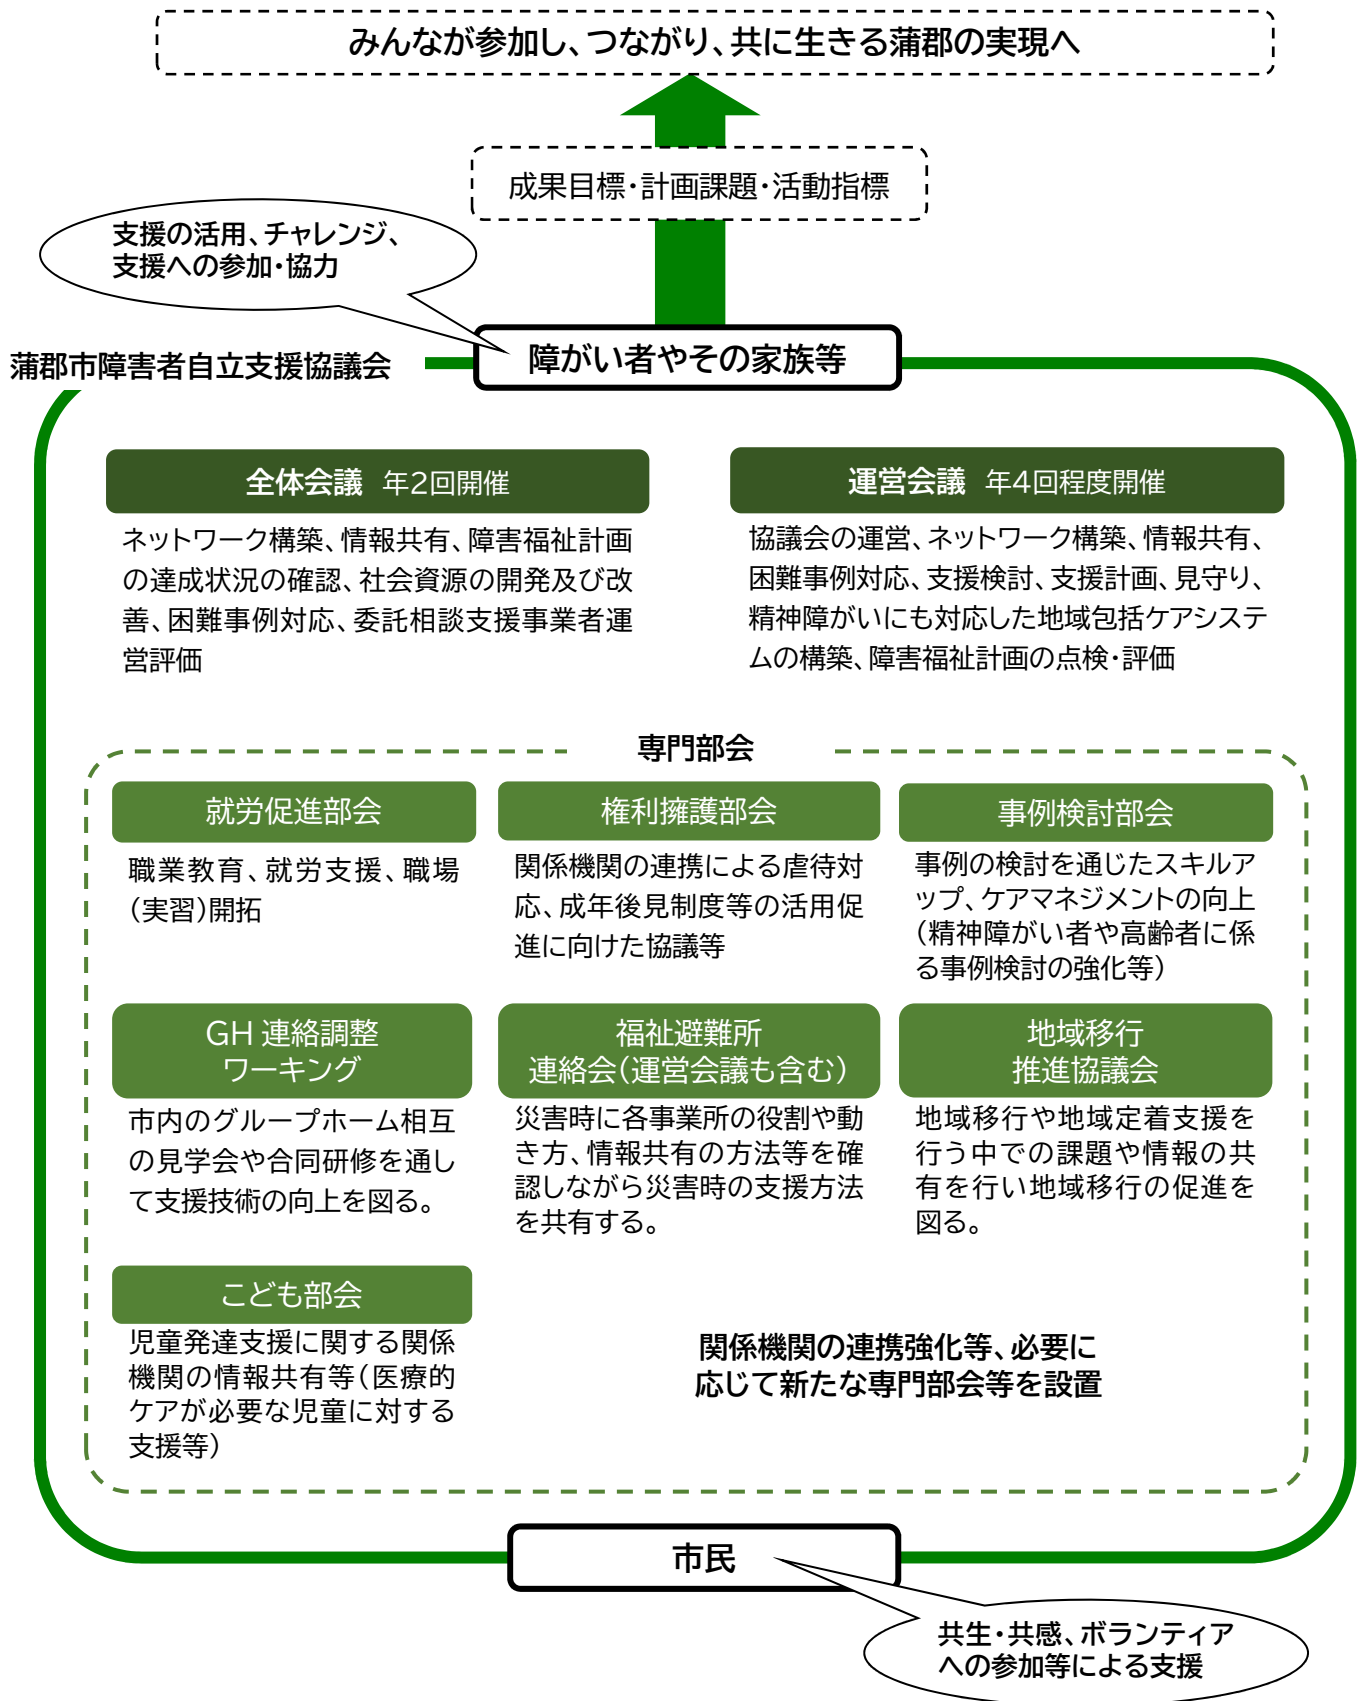 みんなが参加し、つながり、共に生きる蒲郡の実現へ
成果目標・計画課題・活動指標
支援の活用、チャレンジ、
支援への参加・協力
障がい者やその家族等
蒲郡市障害者自立支援協議会
全体会議 年2回開催
ネットワーク構築、情報共有、障害福祉計画
の達成状況の確認、社会資源の開発及び改
善、困難事例対応、委託相談支援事業者運
営評価
運営会議 年4回程度開催
協議会の運営、ネットワーク構築、情報共有、
困難事例対応、支援検討、支援計画、見守り、
精神障がいにも対応した地域包括ケアシステ
ムの構築、障害福祉計画の点検・評価
専門部会
就労促進部会
職業教育、就労支援、職場
（実習）開拓
権利擁護部会
関係機関の連携による虐待対
応、成年後見制度等の活用促
進に向けた協議等
事例検討部会
事例の検討を通じたスキルア
ップ、ケアマネジメントの向上
（精神障がい者や高齢者に係
る事例検討の強化等）
GH 連絡調整
ワーキング
市内のグループホーム相互
の見学会や合同研修を通し
て支援技術の向上を図る。
福祉避難所
連絡会（運営会議も含む）
災害時に各事業所の役割や動
き方、情報共有の方法等を確
認しながら災害時の支援方法
を共有する。
地域移行
推進協議会
地域移行や地域定着支援を
行う中での課題や情報の共
有を行い地域移行の促進を
図る。
こども部会
児童発達支援に関する関係
機関の情報共有等（医療的
ケアが必要な児童に対する
支援等）
関係機関の連携強化等、必要に
応じて新たな専門部会等を設置
市民
共生・共感、ボランティア
への参加等による支援